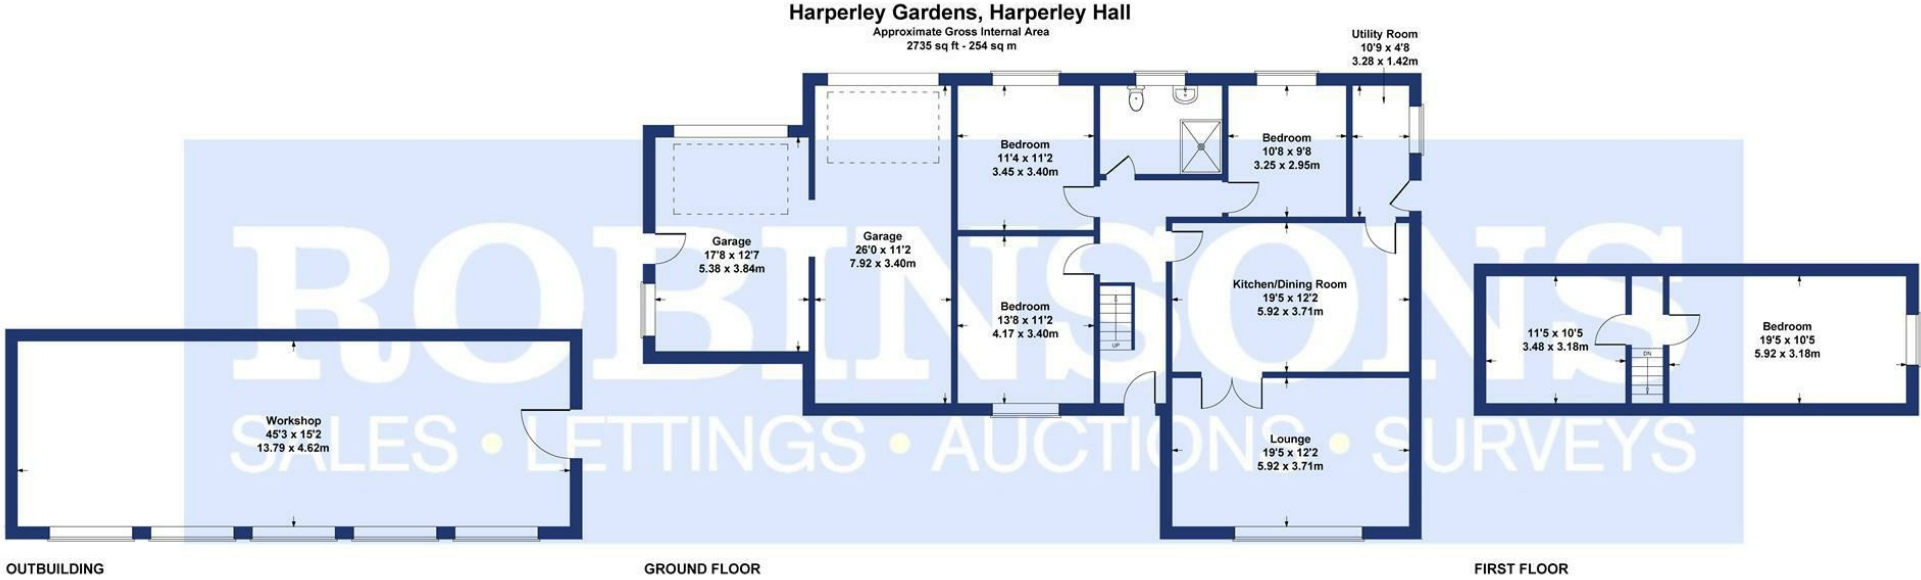 Harperley Gardens, Harperley Hall
Approximate Gross Internal Area
2735 sq ft - 254 sq m
Utility Room
10'9 x 4'8
3.28 x 1.42m
Bedroom
11'4 x 11'2
3.45 x 3.40m
Bedroom
10'8 x 9'8
3.25 x 2.95m
Garage
17'8 x 12'7
5.38 x 3.84m
Garage
26'0 x 11'2
7.92 x 3.40m
Bedroom
13'8 x 11'2
4.17 x 3.40m
UP
Kitchen/Dining Room
19'5 x 12'2
5.92 x 3.71m
11'5 x 10'5
3.48 x 3.18m
DN
Bedroom
19'5 x 10'5
5.92 x 3.18m
Workshop
45'3 x 15'2
13.79 x 4.62m
Lounge
19'5 x 12'2
5.92 x 3.71m
ROBINSONS
SALES • LETTINGS • AUCTIONS • SURVEYS
OUTBUILDING
GROUND FLOOR
FIRST FLOOR